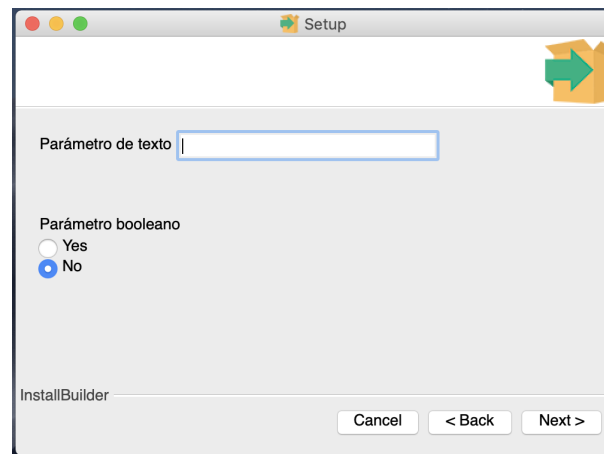 Setup
Parámetro de texto
Parámetro booleano
Yes
No
InstallBuilder
Cancel
< Back
Next >